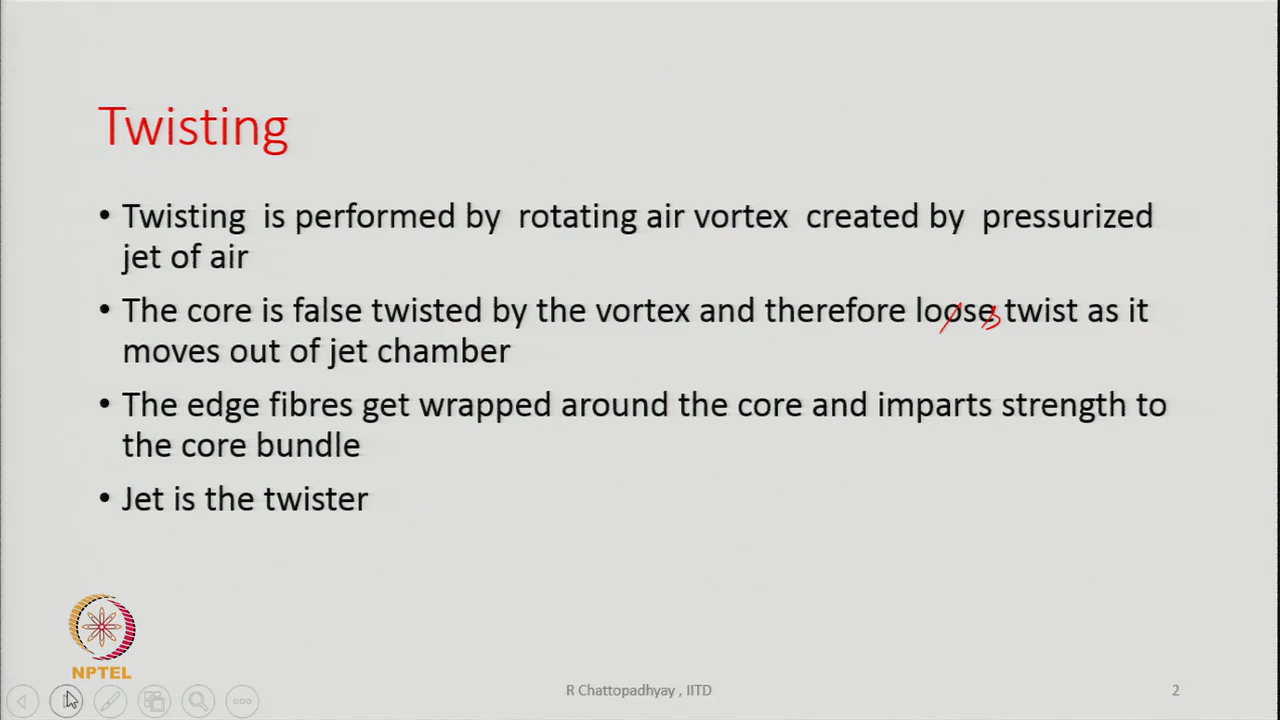 Twisting
• Twisting is performed by rotating air vortex created by pressurized
jet of air
• The core is false twisted by the vortex and therefore loose twist as it
moves out of jet chamber
• The edge fibres get wrapped around the core and imparts strength to
the core bundle
• Jet is the twister
NPTEL
R Chattopadhyay , IITD
2